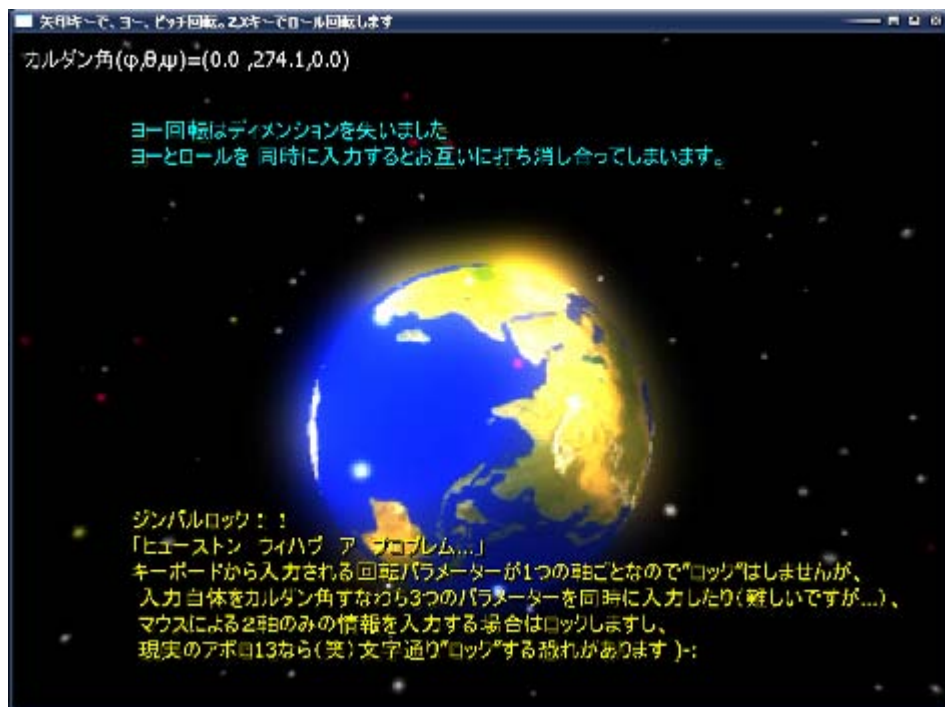 矢印キーで、ヨー、ピッチ回転。Z,Xキーでロール回転します
カルダン角(φ,θ,ψ)=(0.0 ,274.1,0.0)
ヨー回転はディメンションを失いました
ヨーとロールを 同時に入力するとお互いに打ち消し合ってしまいます。
ジンバルロック！！
「ヒューストン ウィハヴ ア プロブレム...」
キーボードから入力される回転パラメーターが1つの軸ごとなので"ロック"はしませんが、
入力自体をカルダン角すなわち3つのパラメーターを同時に入力したり(難しいですが...)、
マウスによる2軸のみの情報を入力する場合はロックしますし、
現実のアポロ13なら(笑)文字通り"ロック"する恐れがあります )-: